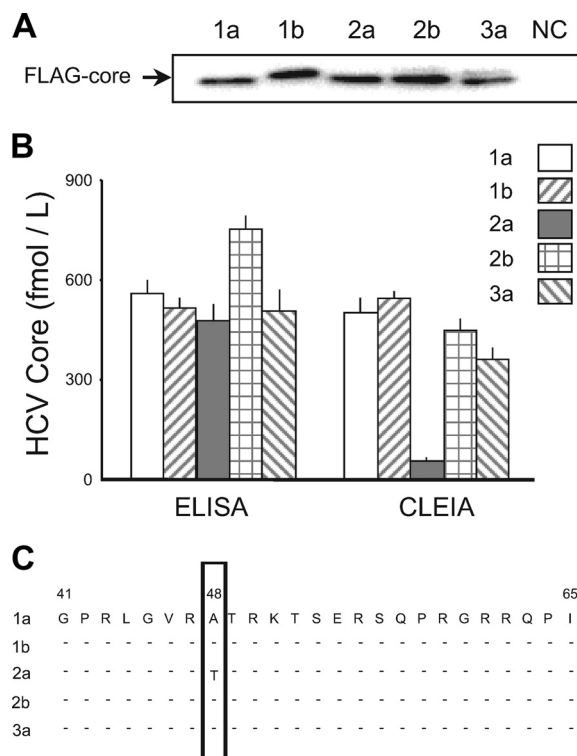 A
1a 1b 2a 2b 3a NC
FLAG-core
B
HCV Core (fmol / L)
900
600
300
0
1a
1b
2a
2b
3a
ELISA CLEIA
C
41 48 65
1a G P R L G V R A T R K T S E R S Q P R G R R Q P I
1b - - - - - - - - - - - - - - - - - - - - - - - - -
2a - - - - - - - T - - - - - - - - - - - - - - - - -
2b - - - - - - - - - - - - - - - - - - - - - - - - -
3a - - - - - - - - - - - - - - - - - - - - - - - - -